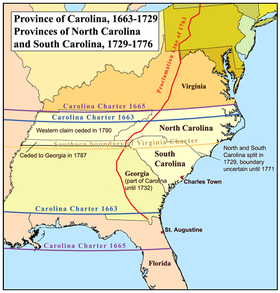 Province of Carolina, 1663-1729
Provinces of North Carolina
and South Carolina, 1729-1776
Proclamation Line of 1763
Virginia
Carolina Charter 1665
Carolina Charter 1663
Western claim ceded in 1790
North Carolina
Southern boundary of Virginia Charter
Ceded to Georgia in 1787
South
Carolina
North and South
Carolina split in
1729, boundary
uncertain until 1771
Georgia
(part of Carolina
until 1732)
Charles Town
Carolina Charter 1663
St. Augustine
Carolina Charter 1665
Florida